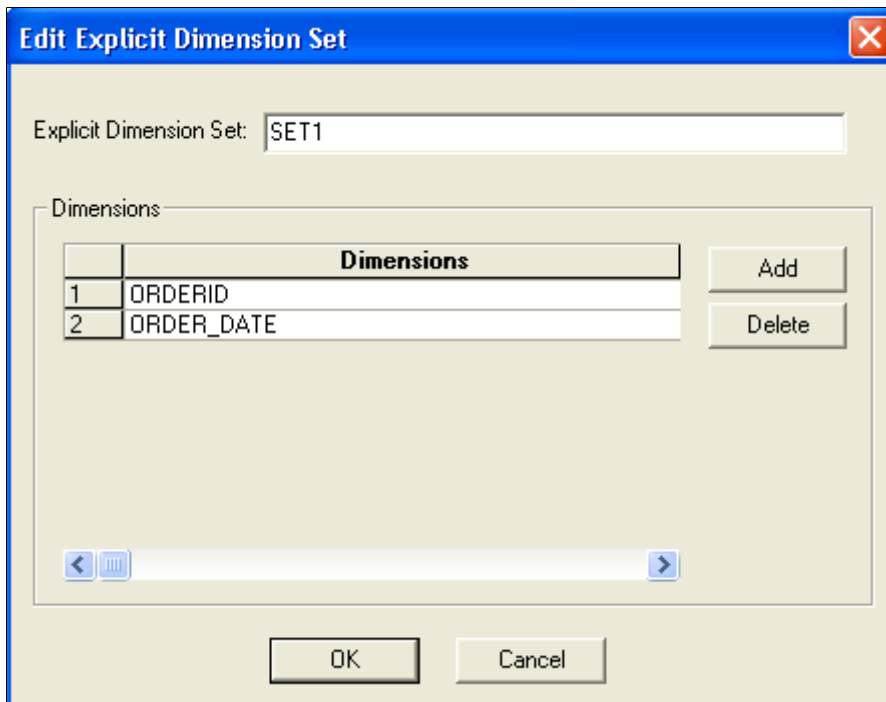 Edit Explicit Dimension Set
Explicit Dimension Set: SET1
Dimensions
Dimensions
1 ORDERID
2 ORDER_DATE
Add
Delete
OK Cancel